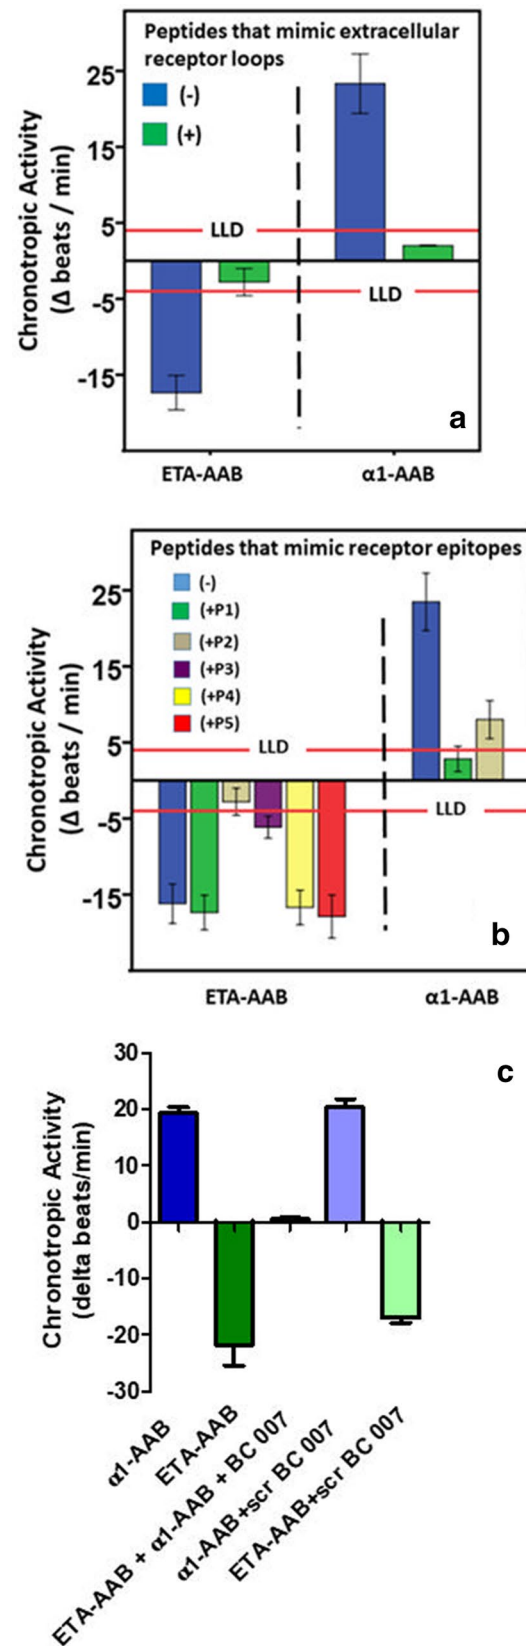 Peptides that mimic extracellular
receptor loops
(-)
(+)
25
15
5
-5
-15
LLD
LLD
Chronotropic Activity
(Δ beats / min)
a
ETA-AAB
α1-AAB
Peptides that mimic receptor epitopes
(-)
(+P1)
(+P2)
(+P3)
(+P4)
(+P5)
25
15
5
-5
-15
LLD
LLD
Chronotropic Activity
(Δ beats / min)
b
ETA-AAB
α1-AAB
c
30
20
10
0
-10
-20
-30
Chronotropic Activity
(delta beats/min)
α1-AAB
ETA-AAB
ETA-AAB + α1-AAB + BC 007
α1-AAB+scr BC 007
ETA-AAB+scr BC 007